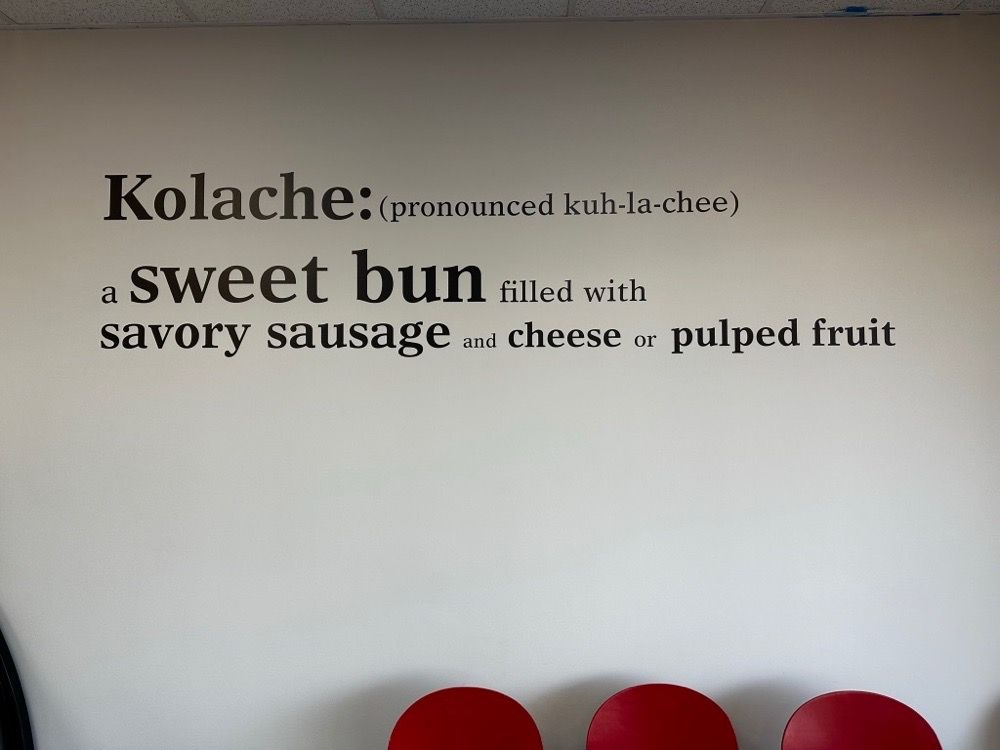 Kolache: (pronounced kuh-la-chee)
a sweet bun filled with
savory sausage and cheese or pulped fruit